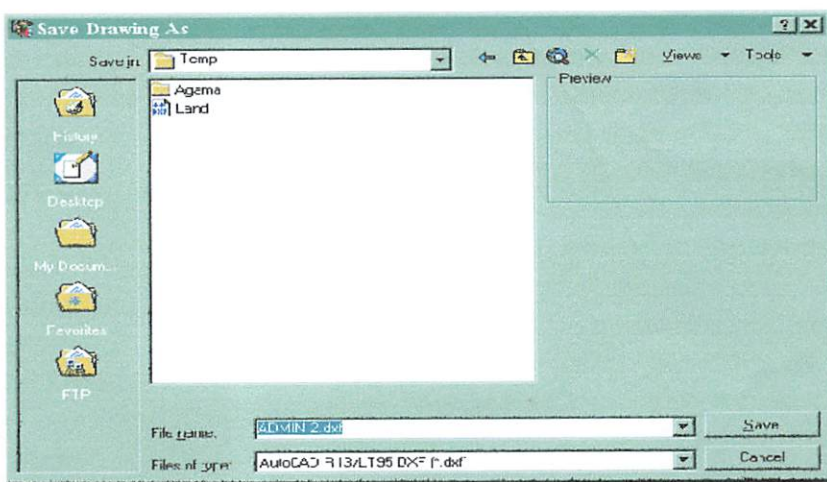 Save Drawing As
Save in: Temp Views Tools
Agama
Land
Preview
History
Desktop
My Docum...
Favorites
FTP
File name: ADMIN 2.dxf Save
Files of type: AutoCAD R13/LT95 DXF (*.dxf Cancel